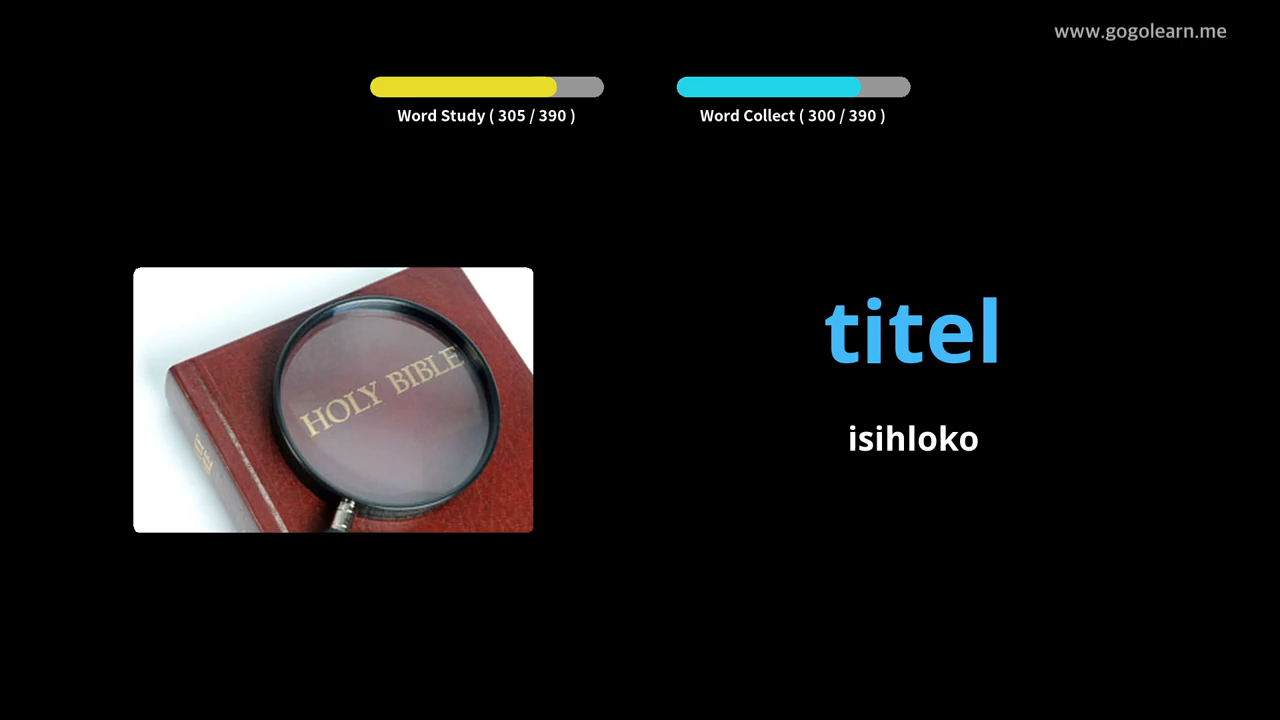 www.gogolearn.me
Word Study ( 305 / 390 )
Word Collect ( 300 / 390 )
HOLY BIBLE
titel
isihloko